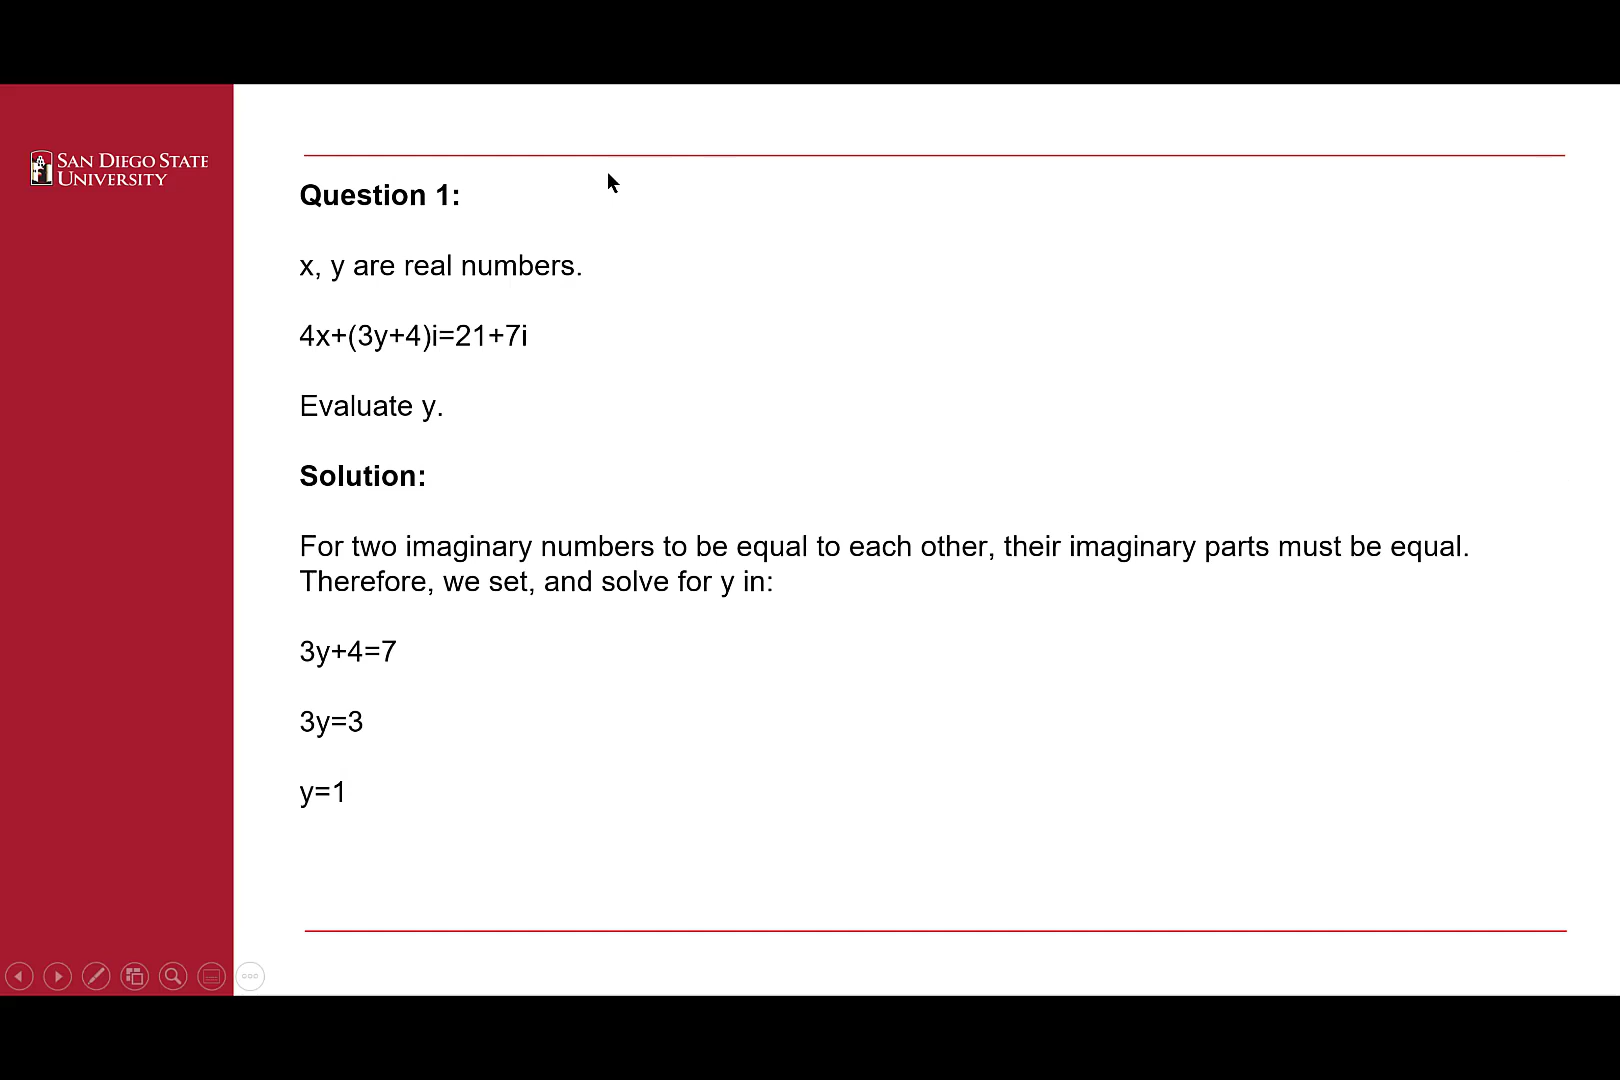 SAN DIEGO STATE
UNIVERSITY
Question 1:
x, y are real numbers.
4x+(3y+4)i=21+7i
Evaluate y.
Solution:
For two imaginary numbers to be equal to each other, their imaginary parts must be equal.
Therefore, we set, and solve for y in:
3y+4=7
3y=3
y=1